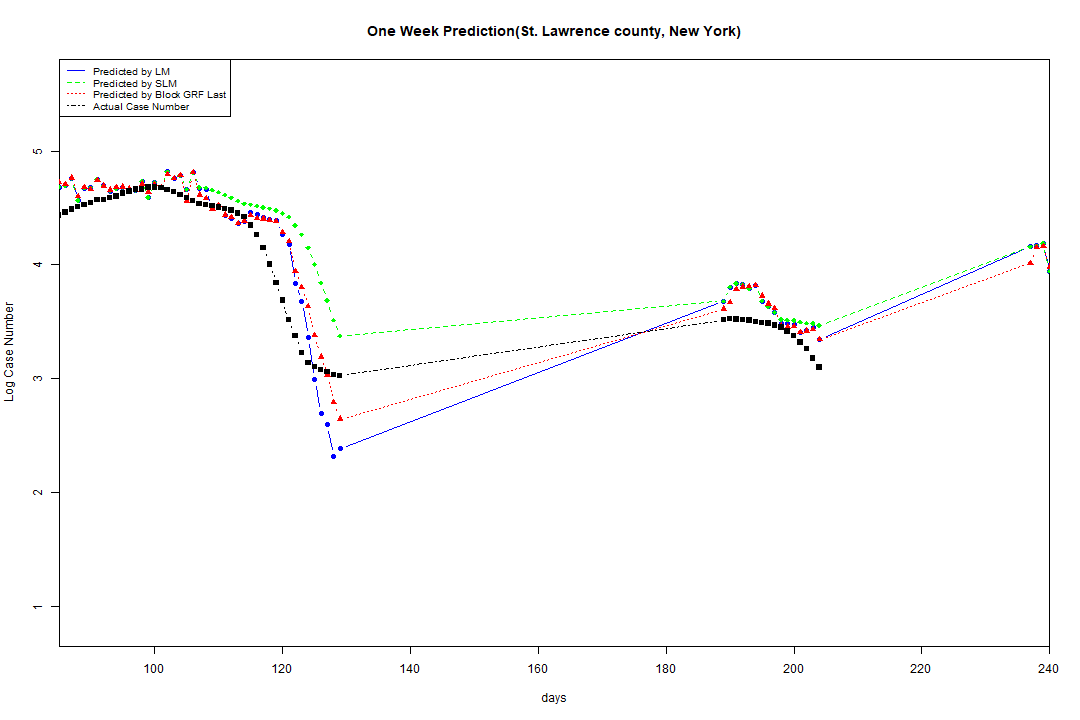 One Week Prediction(St. Lawrence county, New York)
Predicted by LM
Predicted by SLM
Predicted by Block GRF Last
Actual Case Number
5
4
3
2
1
Log Case Number
100 120 140 160 180 200 220 240
days